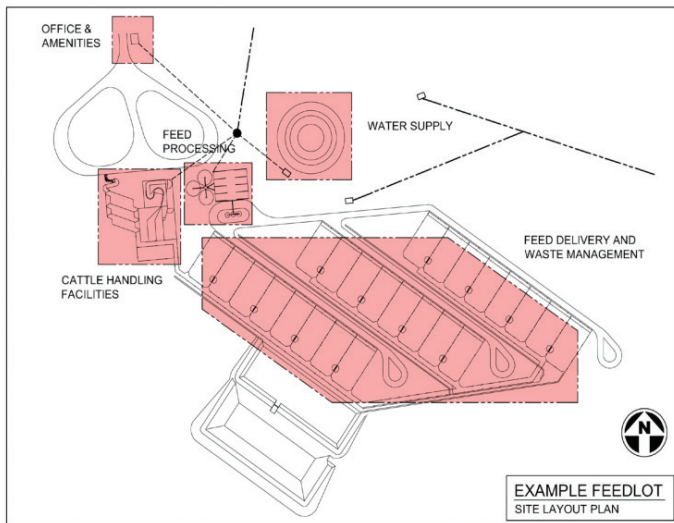 OFFICE &
AMENITIES
FEED
PROCESSING
WATER SUPPLY
FEED DELIVERY AND
WASTE MANAGEMENT
CATTLE HANDLING
FACILITIES
N
EXAMPLE FEEDLOT
SITE LAYOUT PLAN